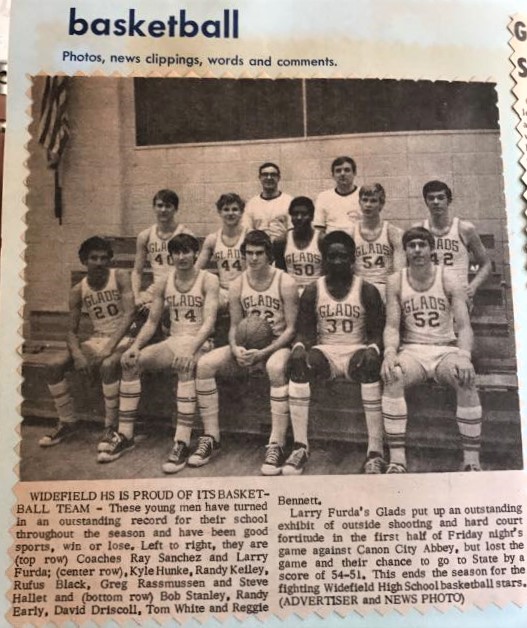 basketball
Photos, news clippings, words and comments.
G
S
GLADS
40
GLADS
44
GLADS
50
GLADS
54
42
GLADS
20
GLADS
14
GLADS
GLADS
30
GLADS
52
WIDEFIELD HS IS PROUD OF ITS BASKET-
BALL TEAM - These young men have turned
in an outstanding record for their school
throughout the season and have been good
sports, win or lose. Left to right, they are
(top row) Coaches Ray Sanchez and Larry
Furda; (center row), Kyle Hunke, Randy Keiley,
Rufus Black, Greg Rassmussen and Steve
Hallet and (bottom row) Bob Stanley, Randy
Early, David Driscoll, Tom White and Reggie
Bennett.
Larry Furda's Glads put up an outstanding
exhibit of outside shooting and hard court
fortitude in the first half of Friday night's
game against Canon City Abbey, but lost the
game and their chance to go to State by a
score of 54-51. This ends the season for the
fighting Widefield High School basketball stars.
(ADVERTISER and NEWS PHOTO)